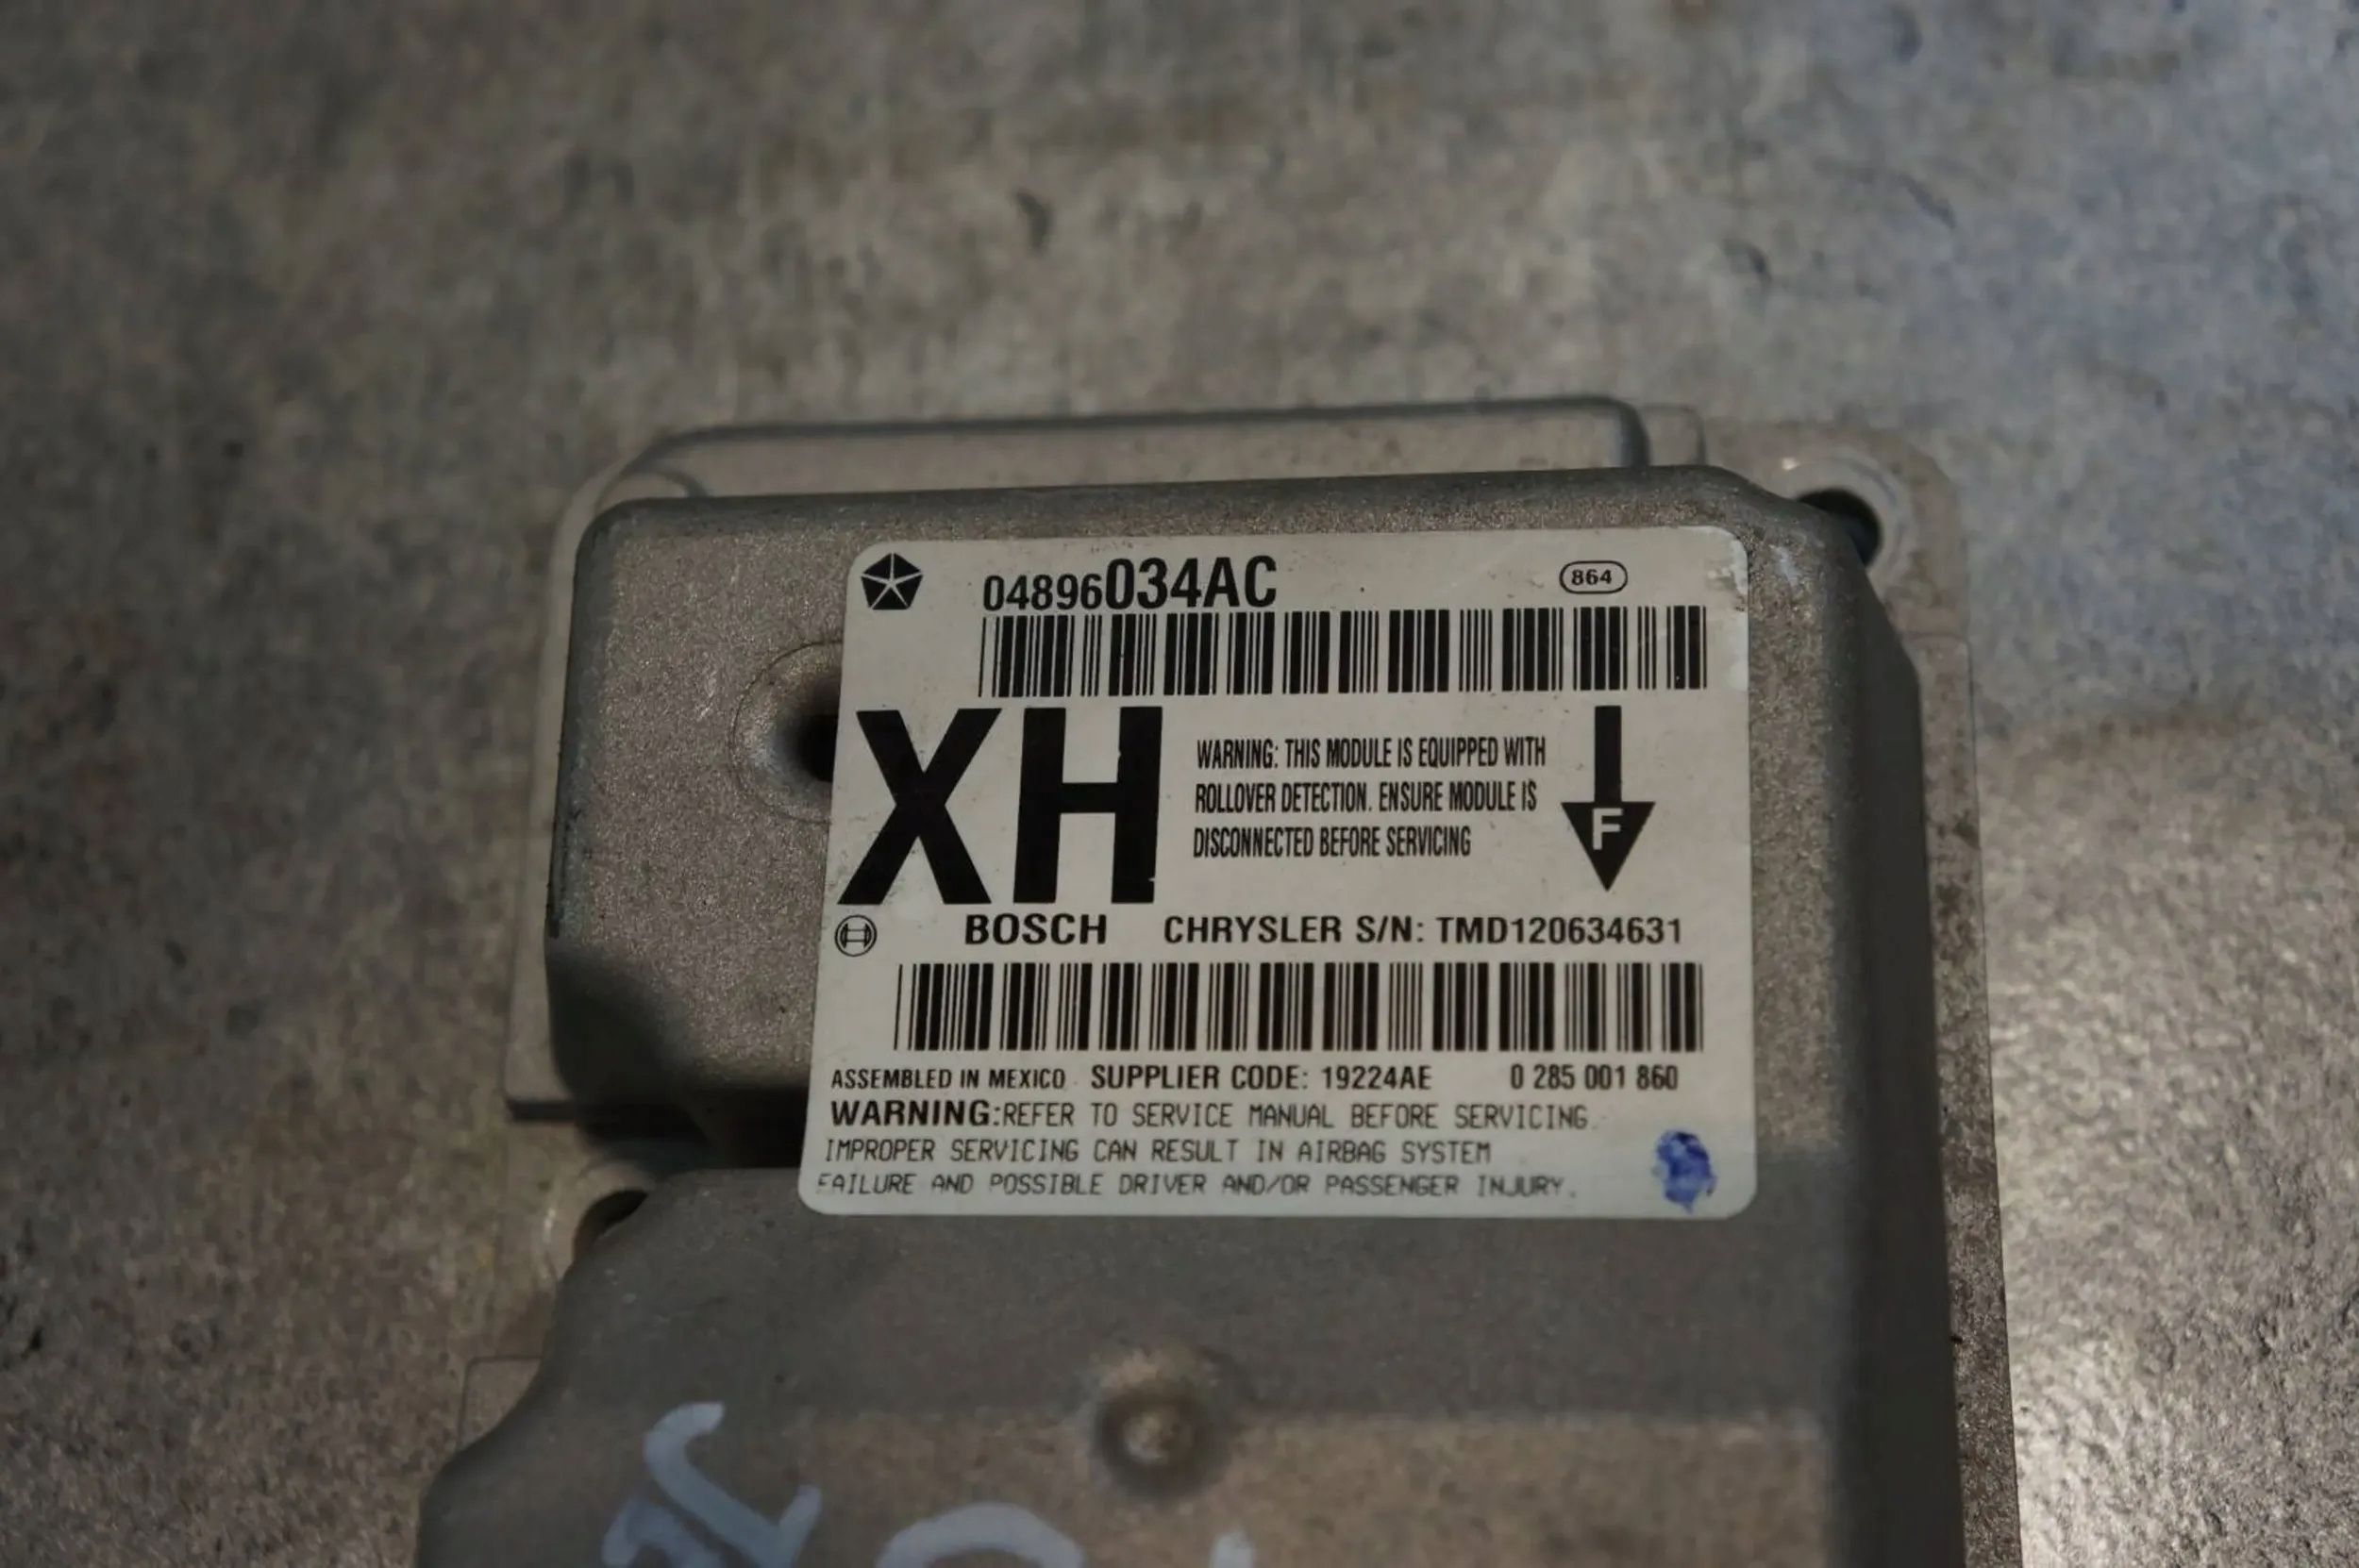 04896034AC 864
XH
WARNING: THIS MODULE IS EQUIPPED WITH
ROLLOVER DETECTION. ENSURE MODULE IS
DISCONNECTED BEFORE SERVICING
F
BOSCH CHRYSLER S/N: TMD120634631
ASSEMBLED IN MEXICO SUPPLIER CODE: 19224AE 0 285 001 860
WARNING:REFER TO SERVICE MANUAL BEFORE SERVICING.
IMPROPER SERVICING CAN RESULT IN AIRBAG SYSTEM
FAILURE AND POSSIBLE DRIVER AND/OR PASSENGER INJURY.